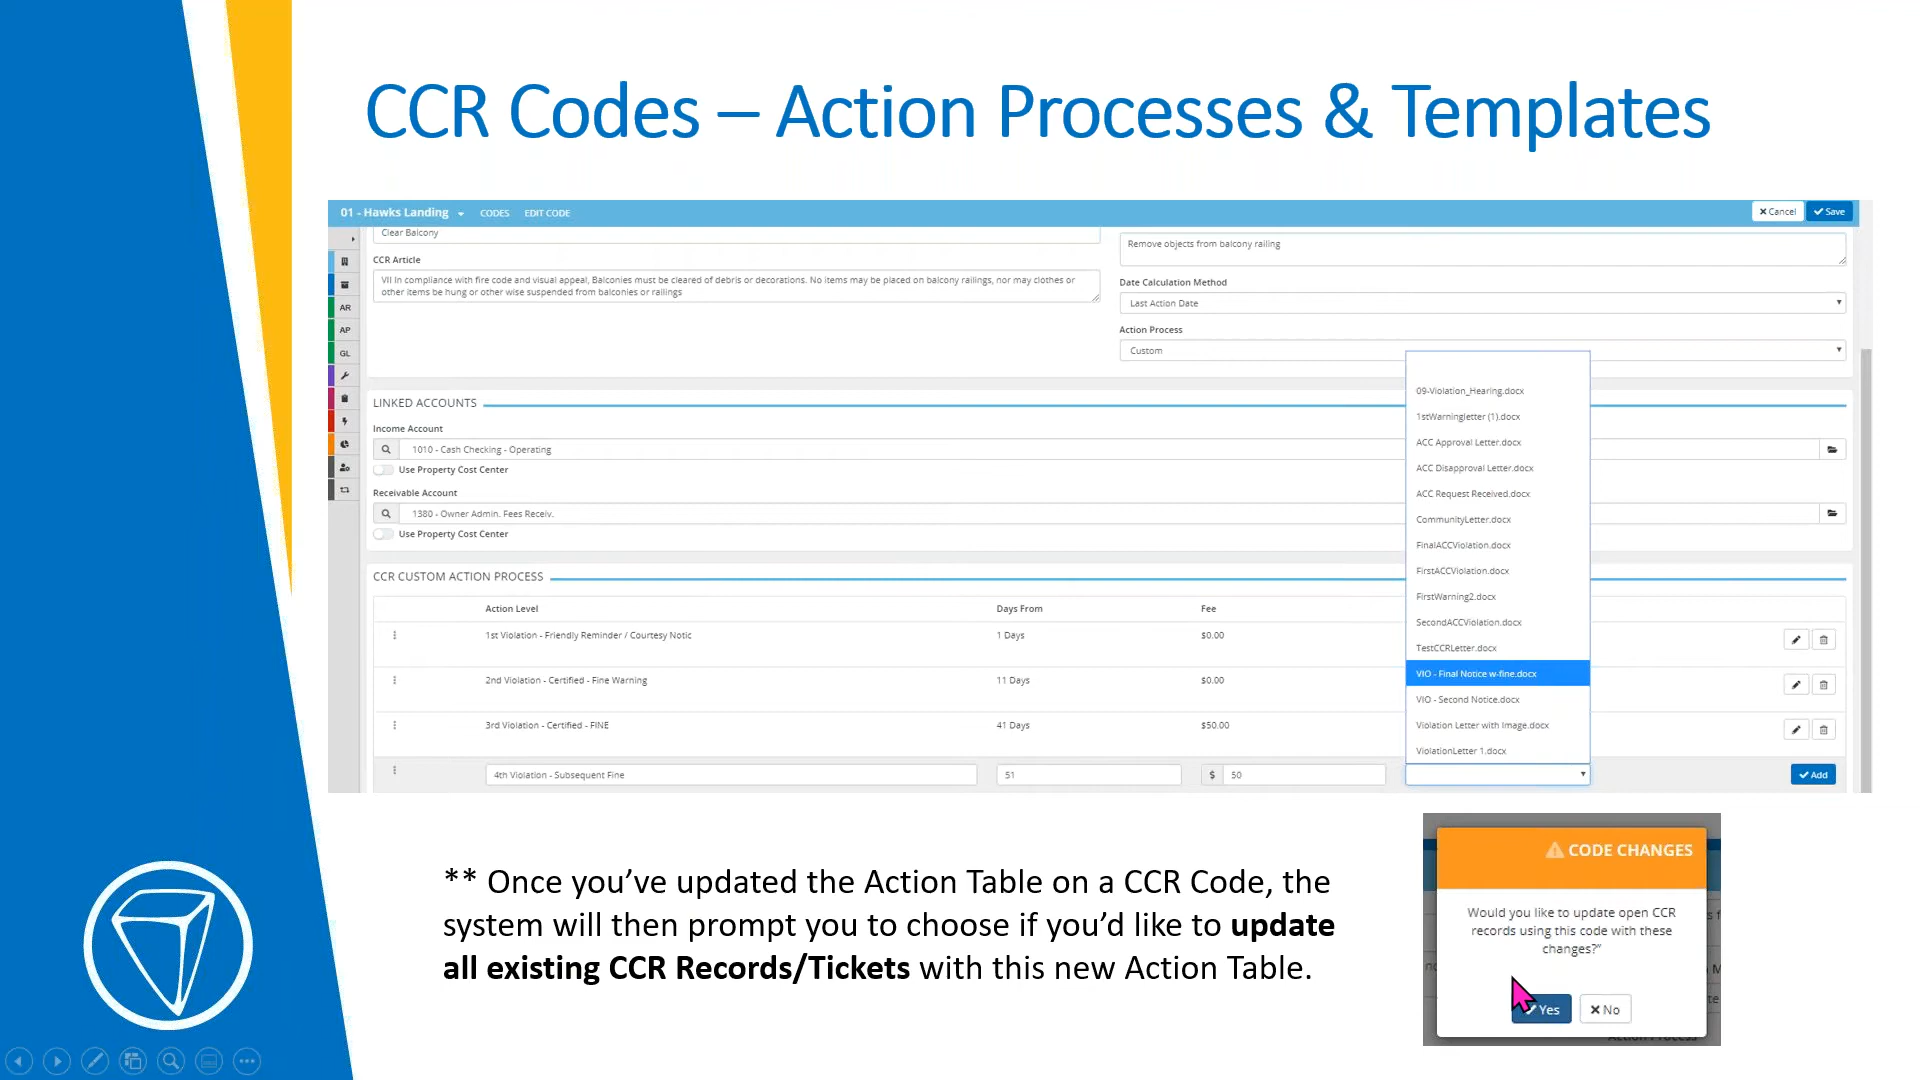 CCR Codes – Action Processes & Templates
01 - Hawks Landing
CODES
EDIT CODE
Cancel
Save
Clear Balcony
CCR Article
VII In compliance with fire code and visual appeal, Balconies must be cleared of debris or decorations. No items may be placed on balcony railings, nor may clothes or
other items be hung or other wise suspended from balconies or railings
Remove objects from balcony railing
Date Calculation Method
Last Action Date
Action Process
Custom
AR
AP
GL
LINKED ACCOUNTS
Income Account
1010 - Cash Checking - Operating
Use Property Cost Center
Receivable Account
1380 - Owner Admin. Fees Receiv.
Use Property Cost Center
09-Violation_Hearing.docx
1stWarningletter (1).docx
ACC Approval Letter.docx
ACC Disapproval Letter.docx
ACC Request Received.docx
CommunityLetter.docx
FinalACCViolation.docx
FirstACCViolation.docx
FirstWarning2.docx
SecondACCViolation.docx
TestCCRLetter.docx
VIO - Final Notice w-fine.docx
VIO - Second Notice.docx
Violation Letter with Image.docx
ViolationLetter 1.docx
CCR CUSTOM ACTION PROCESS
Action Level Days From Fee
1st Violation - Friendly Reminder / Courtesy Notic 1 Days $0.00
2nd Violation - Certified - Fine Warning 11 Days $0.00
3rd Violation - Certified - FINE 41 Days $50.00
4th Violation - Subsequent Fine 51 $ 50 Add
** Once you’ve updated the Action Table on a CCR Code, the
system will then prompt you to choose if you’d like to update
all existing CCR Records/Tickets with this new Action Table.
CODE CHANGES
Would you like to update open CCR
records using this code with these
changes?”
Yes
No